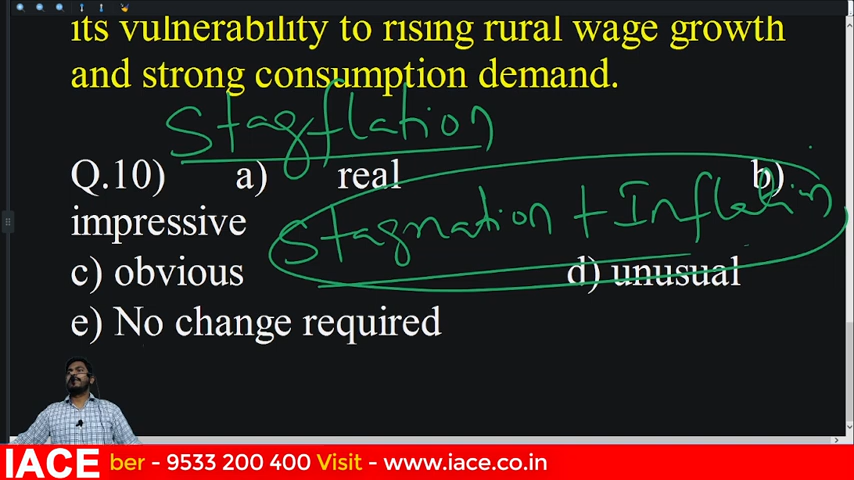 its vulnerability to rising rural wage growth
and strong consumption demand.
Stagflation
Q.10) a) real b)
impressive
Stagnation + Inflation
c) obvious d) unusual
e) No change required
IACE ber - 9533 200 400 Visit - www.iace.co.in